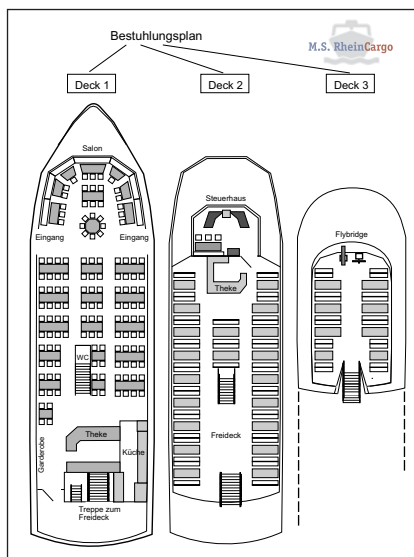 Bestuhlungsplan
M.S. RheinCargo
Deck 1
Deck 2
Deck 3
Salon
Eingang
Eingang
WC
Garderobe
Theke
Küche
Treppe zum
Freideck
Steuerhaus
Theke
Freideck
Flybridge